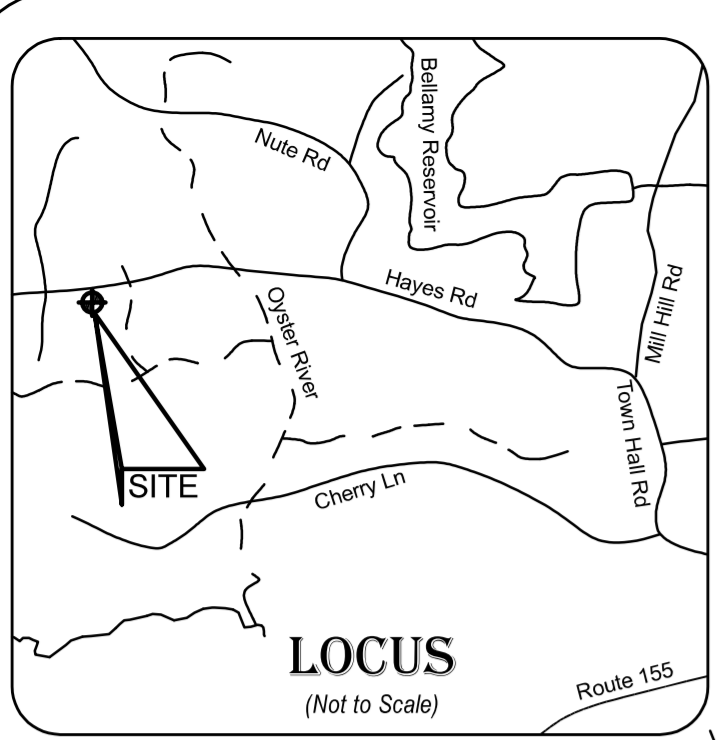 Bellamy Reservoir
Nute Rd
Hayes Rd
Mill Hill Rd
Oyster River
Town Hall Rd
SITE
Cherry Ln
LOCUS
(Not to Scale)
Route 155